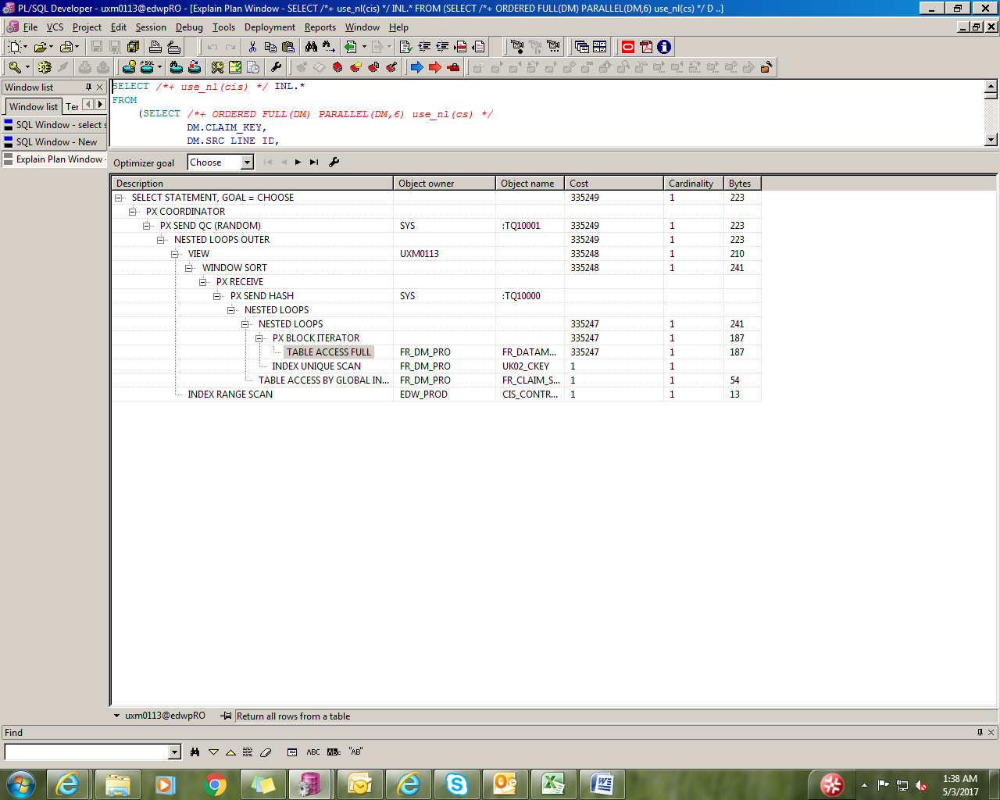 PL/SQL Developer - uxm0113@edwpRO - [Explain Plan Window - SELECT /*+ use_nl(cis) */ INL.* FROM (SELECT /*+ ORDERED FULL(DM) PARALLEL(DM,6) use_nl(cs) */ D ..]
File VCS Project Edit Session Debug Tools Deployment Reports Window Help
Window list
Window list Ter
SQL Window - select s
SQL Window - New
Explain Plan Window -
SELECT /*+ use_nl(cis) */ INL.*
FROM
(SELECT /*+ ORDERED FULL(DM) PARALLEL(DM,6) use_nl(cs) */
DM.CLAIM_KEY,
DM.SRC LINE ID,
Optimizer goal Choose
Description Object owner Object name Cost Cardinality Bytes
SELECT STATEMENT, GOAL = CHOOSE 335249 1 223
PX COORDINATOR
PX SEND QC (RANDOM) SYS :TQ10001 335249 1 223
NESTED LOOPS OUTER 335249 1 223
VIEW UXM0113 335248 1 210
WINDOW SORT 335248 1 241
PX RECEIVE
PX SEND HASH SYS :TQ10000
NESTED LOOPS
NESTED LOOPS 335247 1 241
PX BLOCK ITERATOR 335247 1 187
TABLE ACCESS FULL FR_DM_PRO FR_DATAM... 335247 1 187
INDEX UNIQUE SCAN FR_DM_PRO UK02_CKEY 1 1
TABLE ACCESS BY GLOBAL IN... FR_DM_PRO FR_CLAIM_S... 1 1 54
INDEX RANGE SCAN EDW_PROD CIS_CONTR... 1 1 13
uxm0113@edwpRO Return all rows from a table
Find
ABC "AB"
1:38 AM
5/3/2017